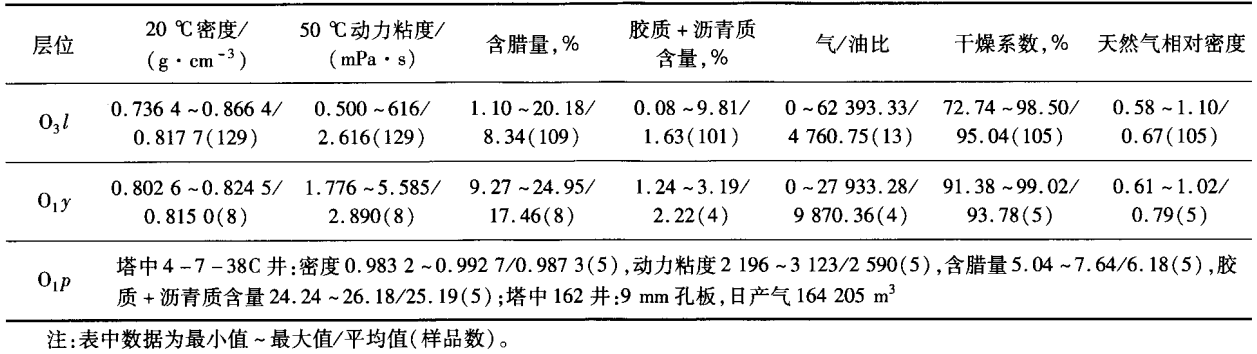 层位 20 ℃密度/(g·cm⁻³) 50 ℃动力粘度/(mPa·s) 含腊量,% 胶质+沥青质含量,% 气/油比 干燥系数,% 天然气相对密度
O₃l 0.736 4~0.866 4/0.817 7(129) 0.500~616/2.616(129) 1.10~20.18/8.34(109) 0.08~9.81/1.63(101) 0~62 393.33/4 760.75(13) 72.74~98.50/95.04(105) 0.58~1.10/0.67(105)
O₁y 0.802 6~0.824 5/0.815 0(8) 1.776~5.585/2.890(8) 9.27~24.95/17.46(8) 1.24~3.19/2.22(4) 0~27 933.28/9 870.36(4) 91.38~99.02/93.78(5) 0.61~1.02/0.79(5)
O₁p 塔中4-7-38C井:密度0.983 2~0.992 7/0.987 3(5),动力粘度2 196~3 123/2 590(5),含腊量5.04~7.64/6.18(5),胶
质+沥青质含量24.24~26.18/25.19(5);塔中162井:9 mm孔板,日产气164 205 m³
注:表中数据为最小值~最大值/平均值(样品数)。